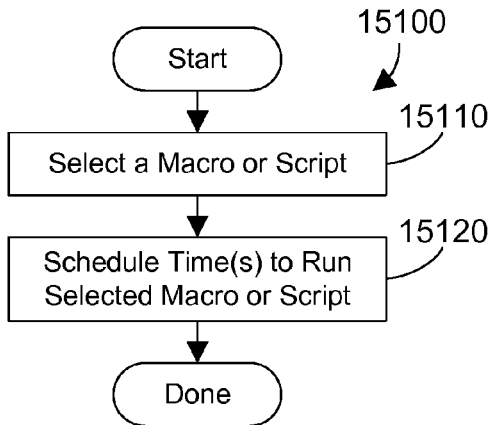 15100
Start
15110
Select a Macro or Script
15120
Schedule Time(s) to Run
Selected Macro or Script
Done